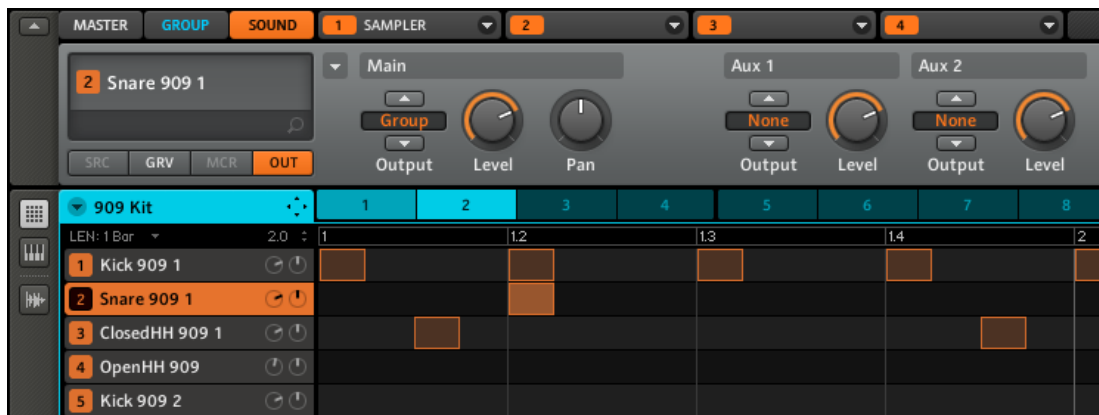 MASTER GROUP SOUND 1 SAMPLER 2 3 4
2 Snare 909 1
Main Aux 1 Aux 2
Group None None
Output Level Pan Output Level Output Level
SRC GRV MCR OUT
909 Kit 1 2 3 4 5 6 7 8
LEN: 1 Bar 2.0 1 1.2 1.3 1.4 2
1 Kick 909 1
2 Snare 909 1
3 ClosedHH 909 1
4 OpenHH 909
5 Kick 909 2